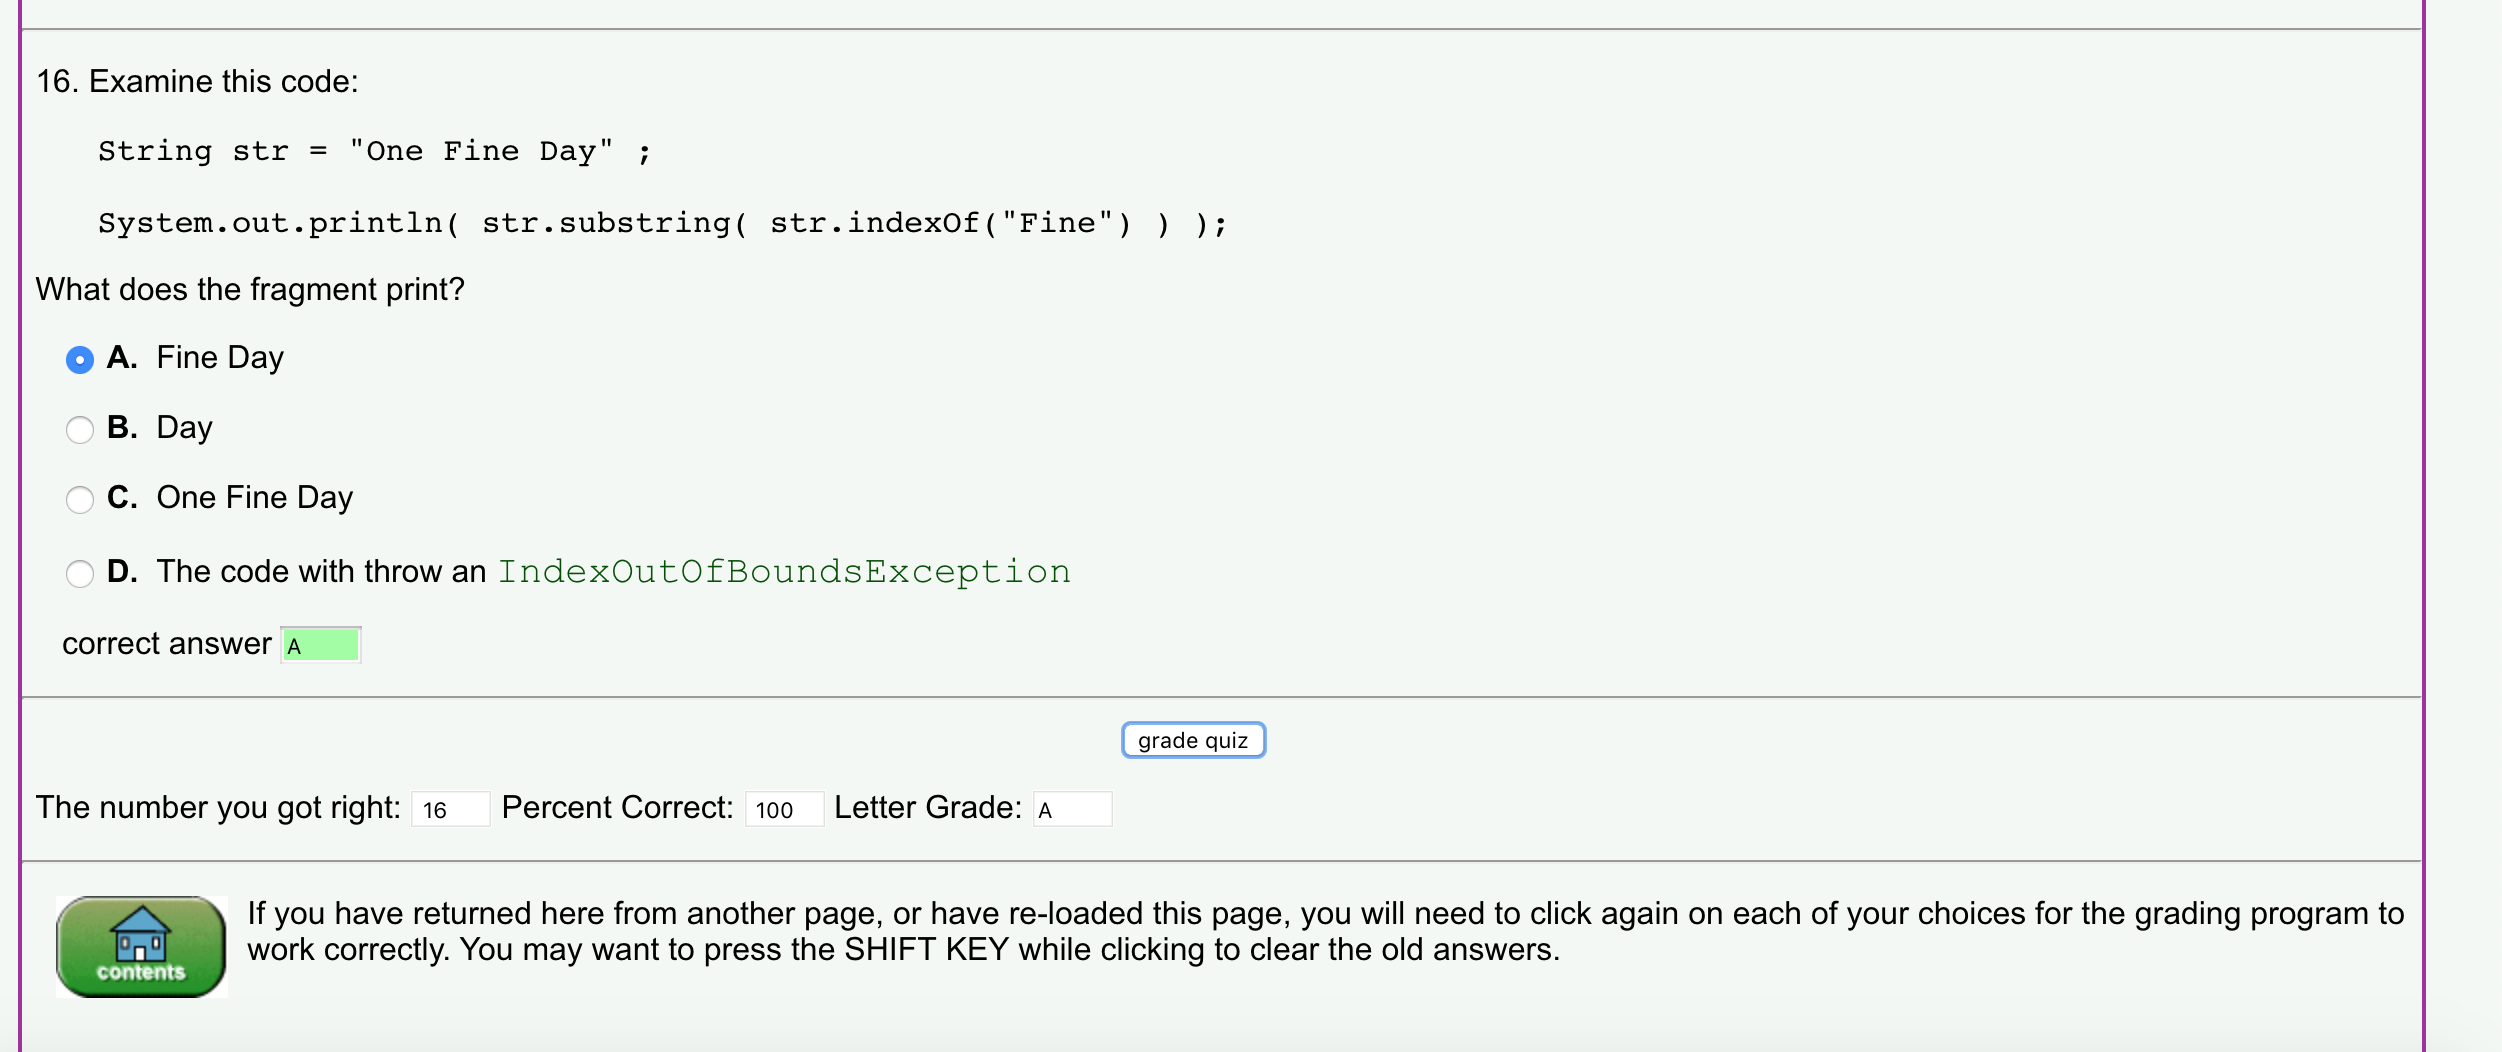 16. Examine this code:
String str = "One Fine Day" ;
System.out.println( str.substring( str.indexOf("Fine") ) );
What does the fragment print?
A. Fine Day
B. Day
C. One Fine Day
D. The code with throw an IndexOutOfBoundsException
correct answer A
grade quiz
The number you got right: 16 Percent Correct: 100 Letter Grade: A
contents
If you have returned here from another page, or have re-loaded this page, you will need to click again on each of your choices for the grading program to
work correctly. You may want to press the SHIFT KEY while clicking to clear the old answers.